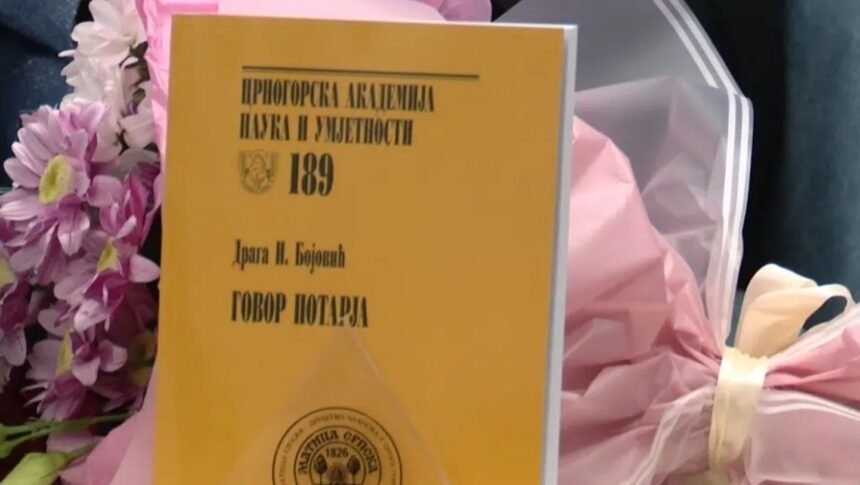 ЦРНОГОРСКА АКАДЕМИЈА
НАУКА И УМЈЕТНОСТИ
189
Драга И. Бојовић
ГОВОР ПОТАРЈА
МАТИЦА СРПСКА
1826